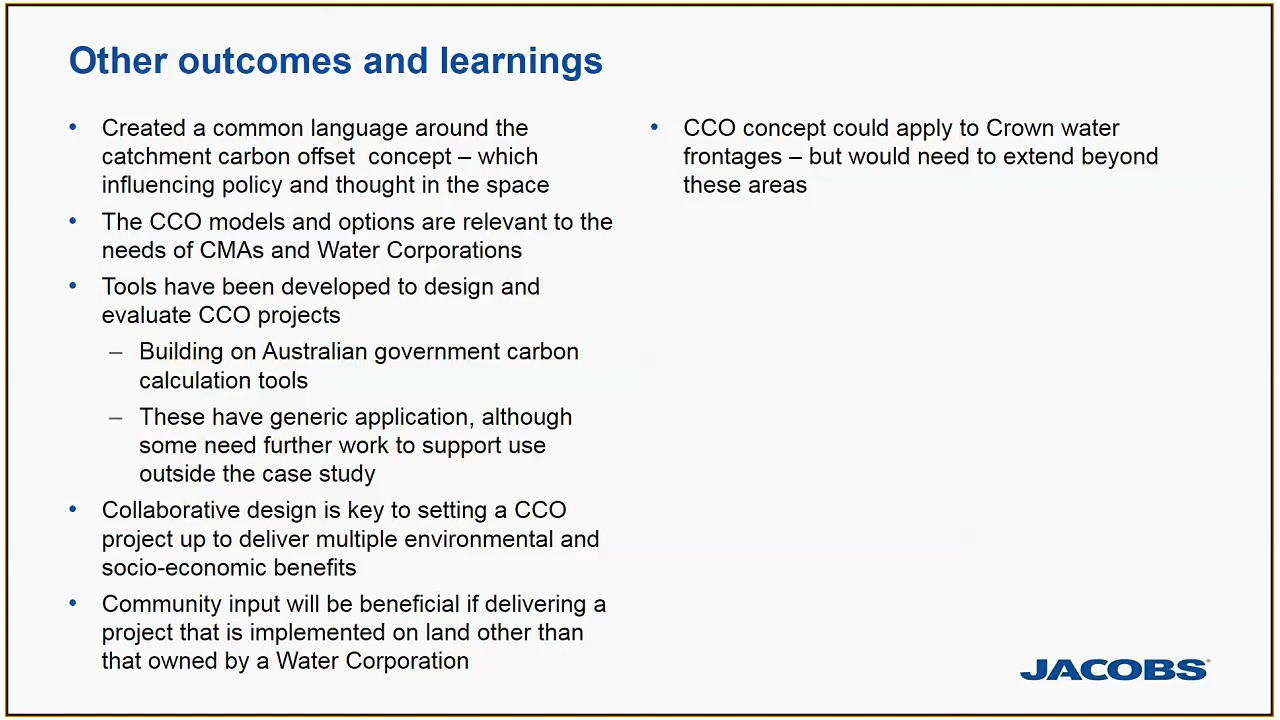 Other outcomes and learnings
• Created a common language around the
catchment carbon offset  concept – which
influencing policy and thought in the space
• The CCO models and options are relevant to the
needs of CMAs and Water Corporations
• Tools have been developed to design and
evaluate CCO projects
– Building on Australian government carbon
calculation tools
– These have generic application, although
some need further work to support use
outside the case study
• Collaborative design is key to setting a CCO
project up to deliver multiple environmental and
socio-economic benefits
• Community input will be beneficial if delivering a
project that is implemented on land other than
that owned by a Water Corporation
• CCO concept could apply to Crown water
frontages – but would need to extend beyond
these areas
JACOBS